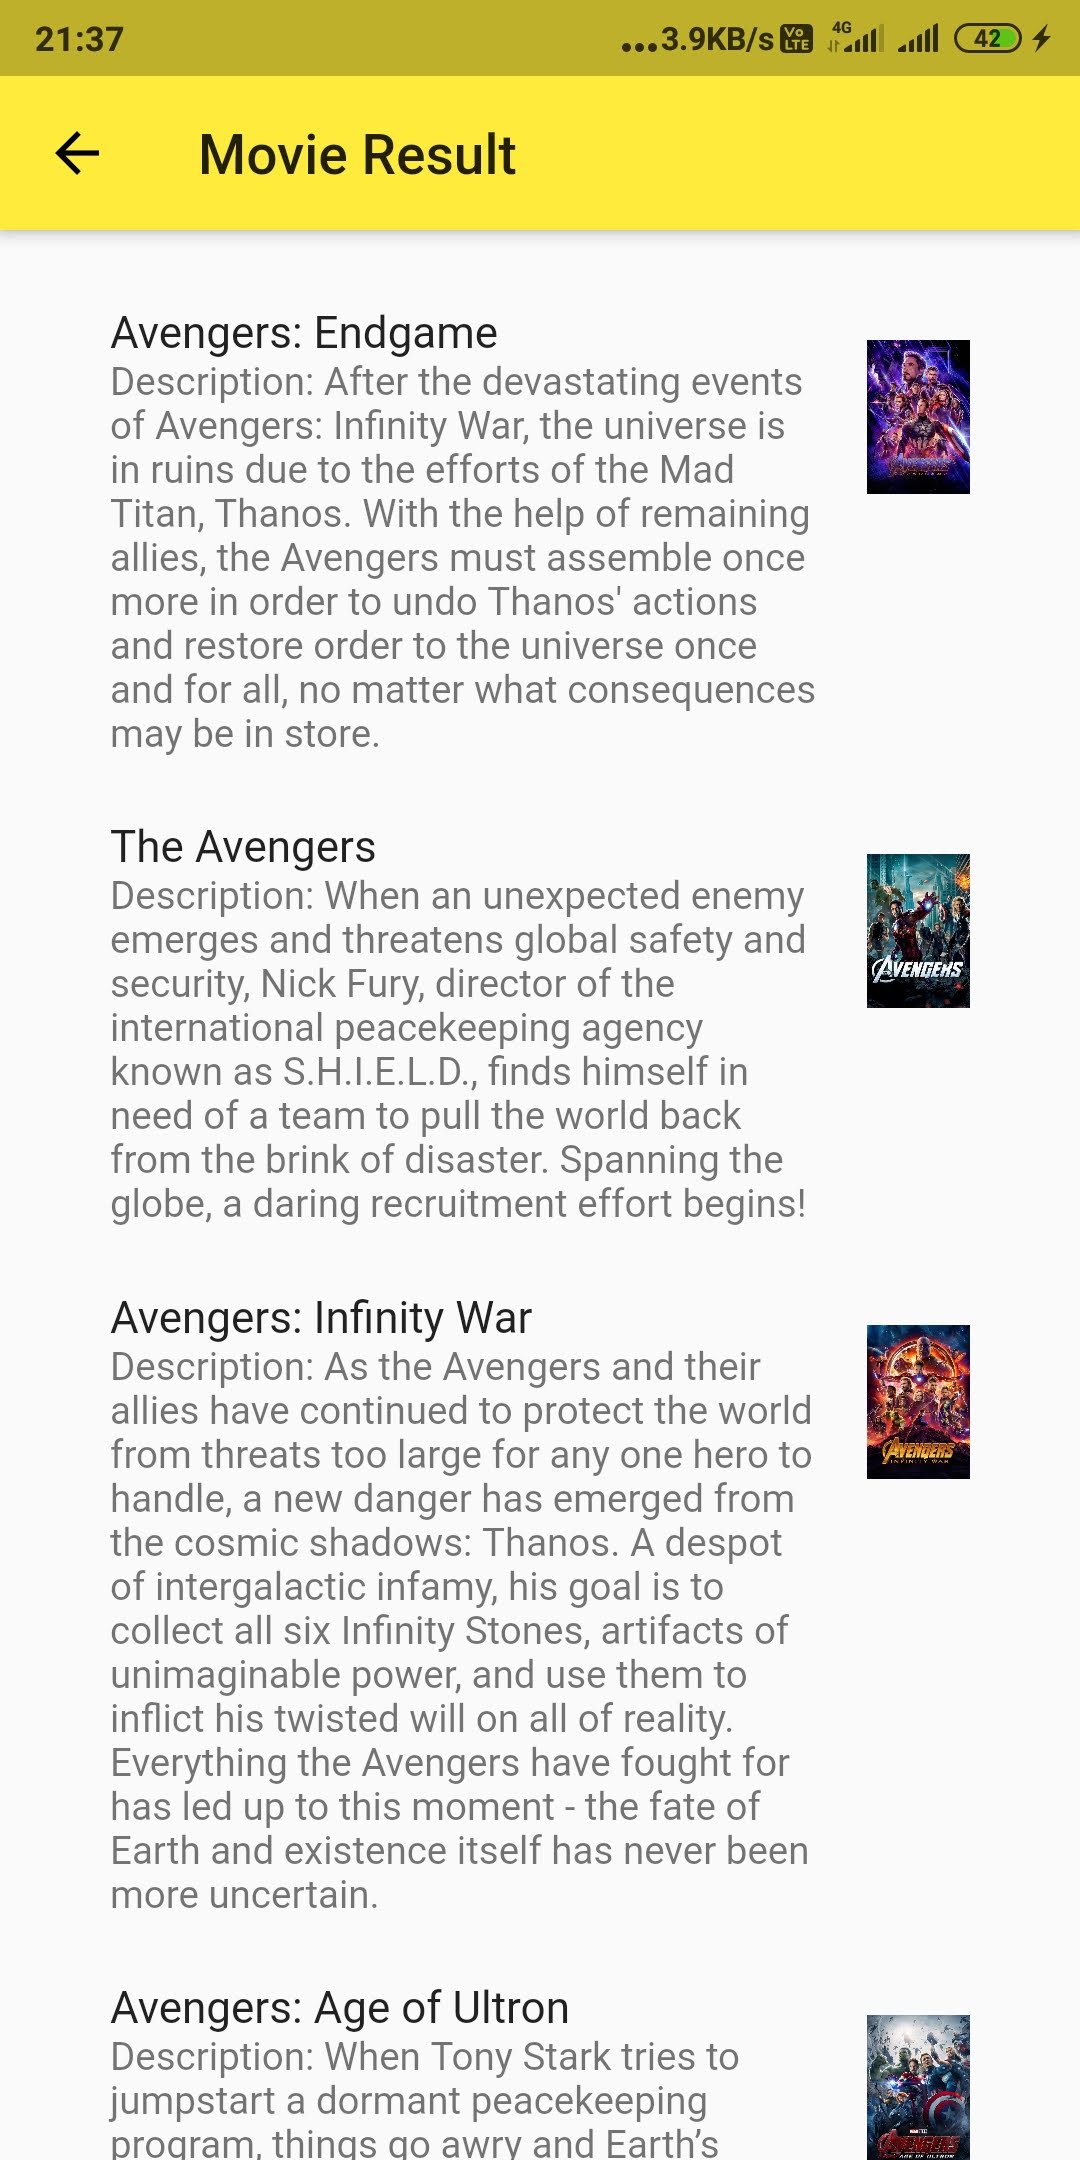 21:37
...3.9KB/s
Vo
LTE
4G
42
Movie Result
Avengers: Endgame
Description: After the devastating events
of Avengers: Infinity War, the universe is
in ruins due to the efforts of the Mad
Titan, Thanos. With the help of remaining
allies, the Avengers must assemble once
more in order to undo Thanos' actions
and restore order to the universe once
and for all, no matter what consequences
may be in store.
The Avengers
Description: When an unexpected enemy
emerges and threatens global safety and
security, Nick Fury, director of the
international peacekeeping agency
known as S.H.I.E.L.D., finds himself in
need of a team to pull the world back
from the brink of disaster. Spanning the
globe, a daring recruitment effort begins!
AVENGERS
Avengers: Infinity War
Description: As the Avengers and their
allies have continued to protect the world
from threats too large for any one hero to
handle, a new danger has emerged from
the cosmic shadows: Thanos. A despot
of intergalactic infamy, his goal is to
collect all six Infinity Stones, artifacts of
unimaginable power, and use them to
inflict his twisted will on all of reality.
Everything the Avengers have fought for
has led up to this moment - the fate of
Earth and existence itself has never been
more uncertain.
AVENGERS
INFINITY WAR
Avengers: Age of Ultron
Description: When Tony Stark tries to
jumpstart a dormant peacekeeping
program, things go awry and Earth’s
AVENGERS
AGE OF ULTRON